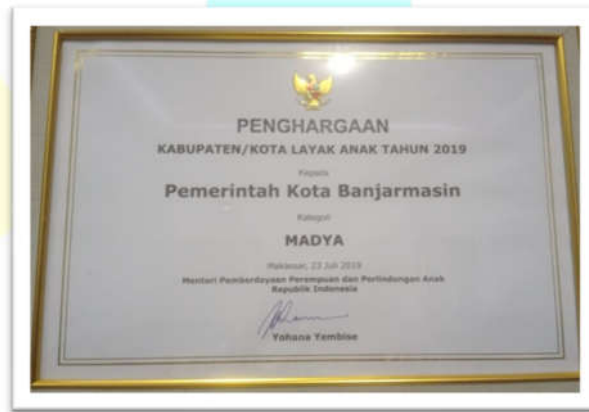 PENGHARGAAN
KABUPATEN/KOTA LAYAK ANAK TAHUN 2019
Kepada
Pemerintah Kota Banjarmasin
Kategori
MADYA
Makassar, 23 Juli 2019
Menteri Pemberdayaan Perempuan dan Perlindungan Anak
Republik Indonesia
Yohana Yembise